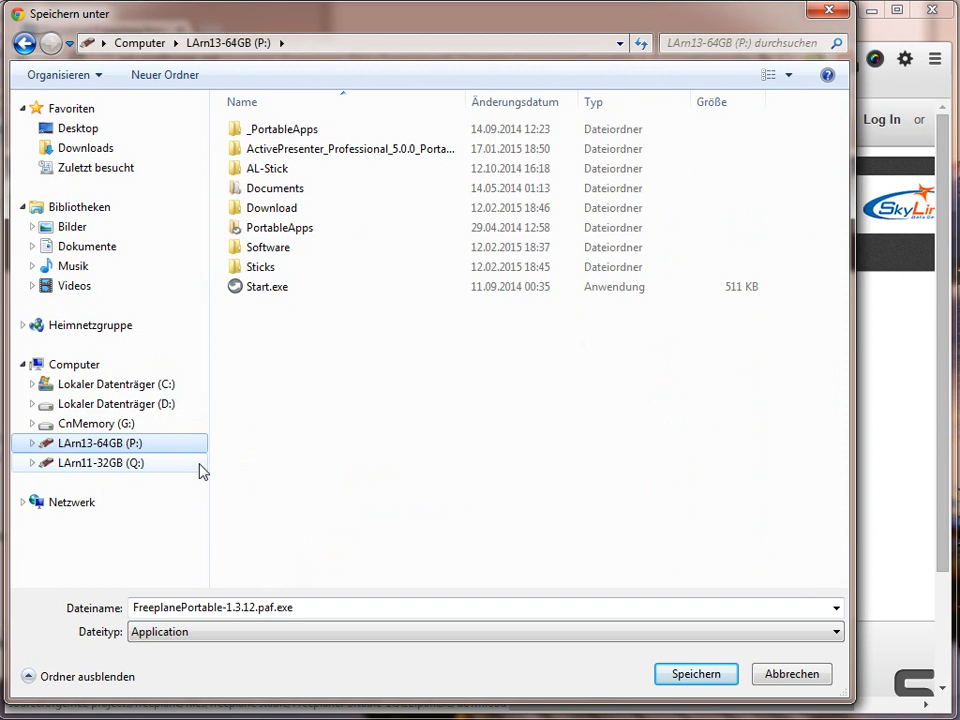 Speichern unter
Computer LArn13-64GB (P:)
LArn13-64GB (P:) durchsuchen
Organisieren Neuer Ordner
Log In or
Name Änderungsdatum Typ Größe
Favoriten
Desktop
Downloads
Zuletzt besucht
Bibliotheken
Bilder
Dokumente
Musik
Videos
Heimnetzgruppe
Computer
Lokaler Datenträger (C:)
Lokaler Datenträger (D:)
CnMemory (G:)
LArn13-64GB (P:)
LArn11-32GB (Q:)
Netzwerk
_PortableApps 14.09.2014 12:23 Dateiordner
ActivePresenter_Professional_5.0.0_Porta... 17.01.2015 18:50 Dateiordner
AL-Stick 12.10.2014 16:18 Dateiordner
Documents 14.05.2014 01:13 Dateiordner
Download 12.02.2015 18:46 Dateiordner
PortableApps 29.04.2014 12:58 Dateiordner
Software 12.02.2015 18:37 Dateiordner
Sticks 12.02.2015 18:45 Dateiordner
Start.exe 11.09.2014 00:35 Anwendung 511 KB
SkyLin
Dateiname: FreeplanePortable-1.3.12.paf.exe
Dateityp: Application
Ordner ausblenden
Speichern
Abbrechen